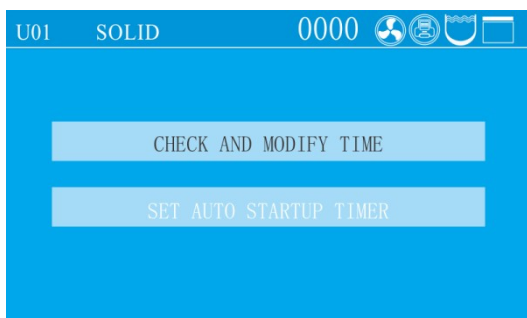 U01 SOLID 0000
CHECK AND MODIFY TIME
SET AUTO STARTUP TIMER